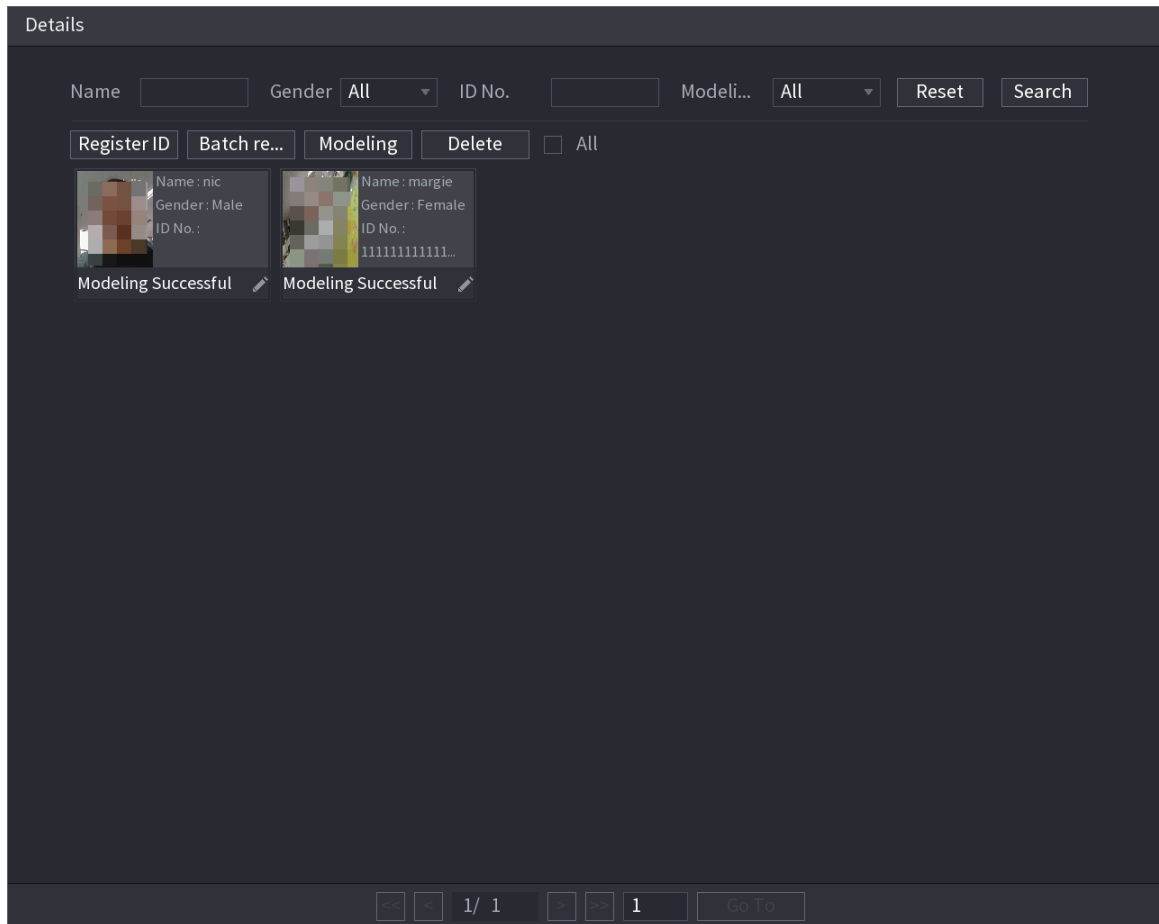 Details
Name Gender All ID No. Modeli... All Reset Search
Register ID Batch re... Modeling Delete All
Name : nic
Gender : Male
ID No. :
Modeling Successful
Name : margie
Gender : Female
ID No. :
111111111111...
Modeling Successful
<< < 1/ 1 > >> 1 Go To